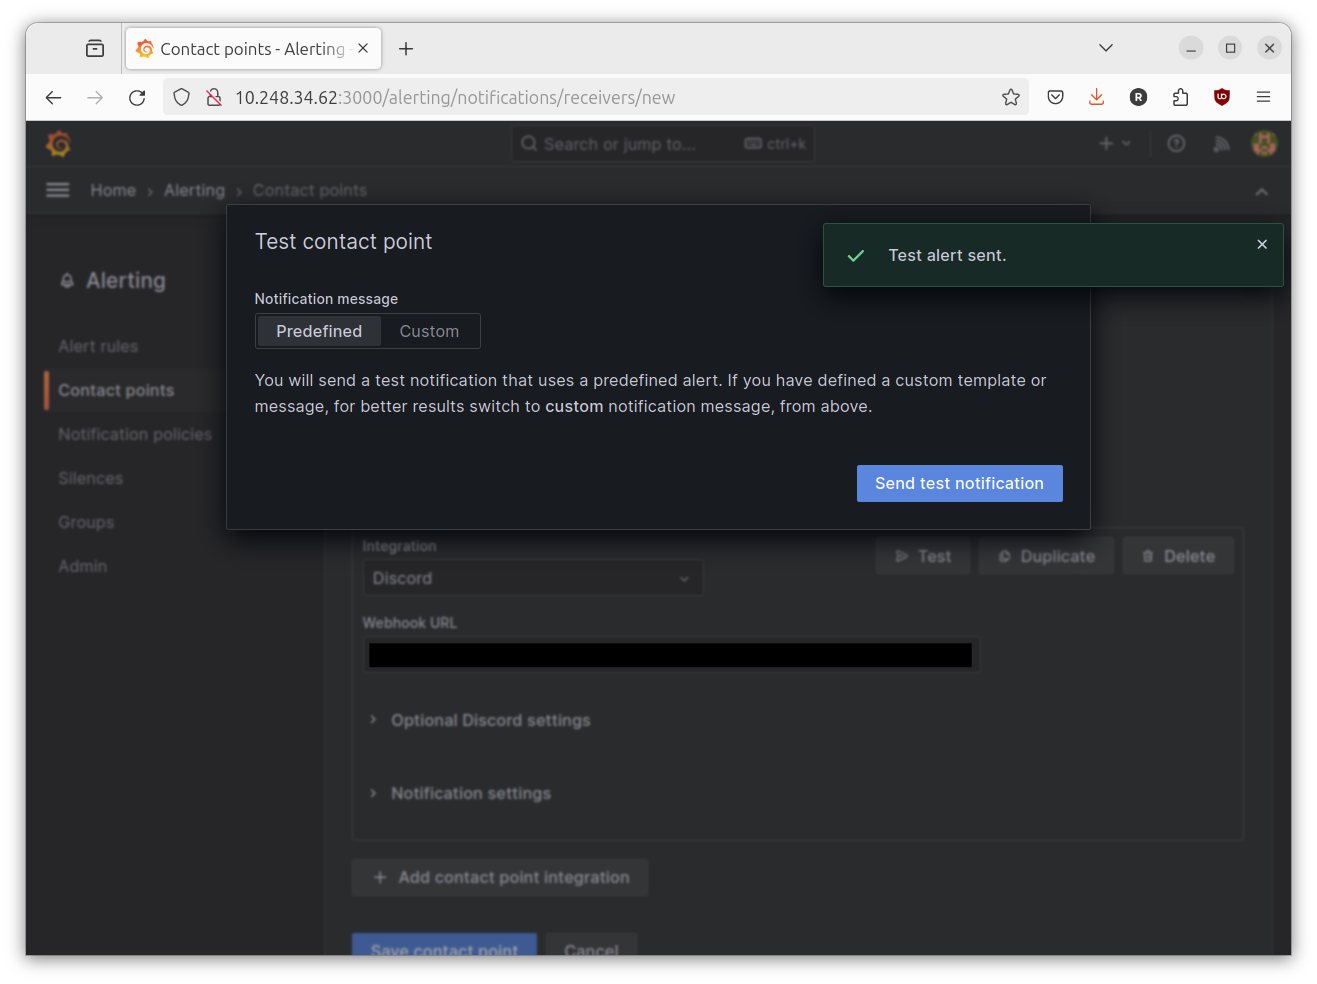 Contact points - Alerting
10.248.34.62:3000/alerting/notifications/receivers/new
Search or jump to...
ctrl+k
Home > Alerting > Contact points
Test contact point
Test alert sent.
Alerting
Notification message
Predefined
Custom
Alert rules
You will send a test notification that uses a predefined alert. If you have defined a custom template or
message, for better results switch to custom notification message, from above.
Contact points
Notification policies
Silences
Send test notification
Groups
Admin
Integration
Test
Duplicate
Delete
Discord
Webhook URL
Optional Discord settings
Notification settings
Add contact point integration
Save contact point
Cancel